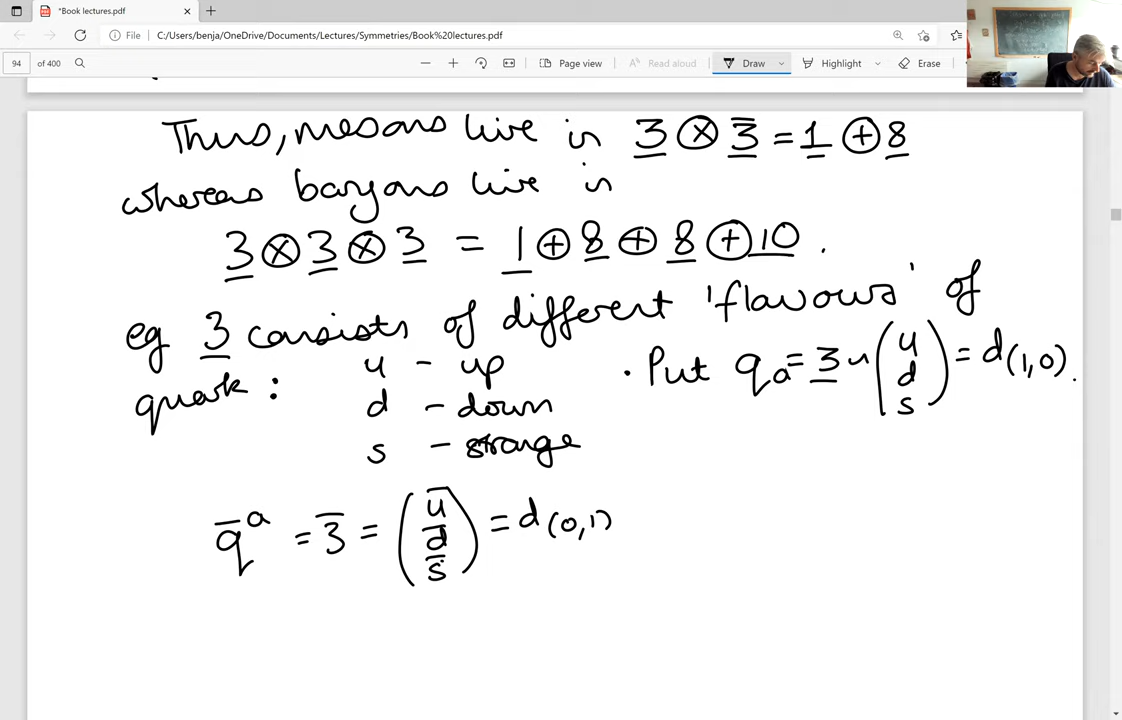 *Book lectures.pdf
File C:/Users/benja/OneDrive/Documents/Lectures/Symmetries/Book%20lectures.pdf
94 of 400 Page view Read aloud Draw Highlight Erase
Thus, mesons live in 3 ⊗ 3̅ = 1 ⊕ 8
whereas baryons live in
3 ⊗ 3 ⊗ 3 = 1 ⊕ 8 ⊕ 8 ⊕ 10 .
eg 3 consists of different 'flavours' of
quark :
u - up
d - down
s - strange
. Put qₐ = 3 ~ (u d s) = d(1,0).
q̅ᵃ = 3̅ = (u̅ d̅ s̅) = d(0,1)